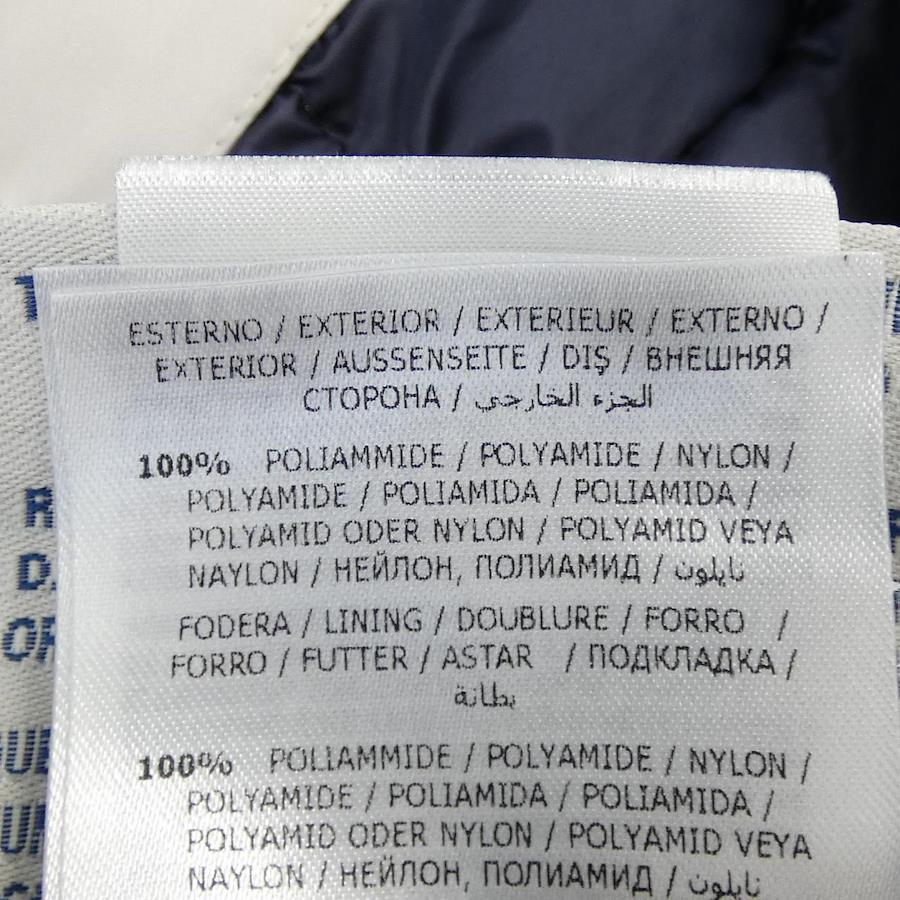 ESTERNO / EXTERIOR / EXTERIEUR / EXTERNO /
EXTERIOR / AUSSENSEITE / DIŞ / ВНЕШНЯЯ
СТОРОНА / الجزء الخارجي
100% POLIAMMIDE / POLYAMIDE / NYLON /
POLYAMIDE / POLIAMIDA / POLIAMIDA /
POLYAMID ODER NYLON / POLYAMID VEYA
NAYLON / НЕЙЛОН, ПОЛИАМИД / نايلون
FODERA / LINING / DOUBLURE / FORRO /
FORRO / FUTTER / ASTAR / ПОДКЛАДКА /
بطانة
100% POLIAMMIDE / POLYAMIDE / NYLON /
POLYAMIDE / POLIAMIDA / POLIAMIDA /
POLYAMID ODER NYLON / POLYAMID VEYA
NAYLON / НЕЙЛОН, ПОЛИАМИД / نايلون